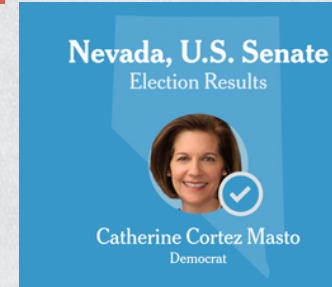 Nevada, U.S. Senate
Election Results
Catherine Cortez Masto
Democrat